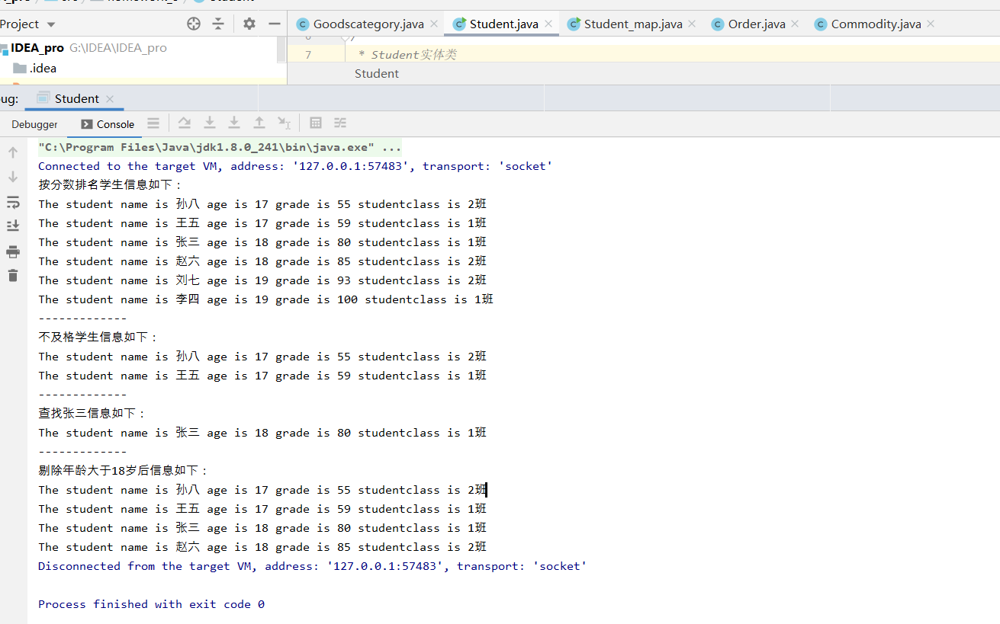 Project
Goodscategory.java
Student.java
Student_map.java
Order.java
Commodity.java
IDEA_pro G:\IDEA\IDEA_pro
.idea
7 * Student实体类
Student
ug: Student
Debugger Console
"C:\Program Files\Java\jdk1.8.0_241\bin\java.exe" ...
Connected to the target VM, address: '127.0.0.1:57483', transport: 'socket'
按分数排名学生信息如下：
The student name is 孙八 age is 17 grade is 55 studentclass is 2班
The student name is 王五 age is 17 grade is 59 studentclass is 1班
The student name is 张三 age is 18 grade is 80 studentclass is 1班
The student name is 赵六 age is 18 grade is 85 studentclass is 2班
The student name is 刘七 age is 19 grade is 93 studentclass is 2班
The student name is 李四 age is 19 grade is 100 studentclass is 1班
-------------
不及格学生信息如下：
The student name is 孙八 age is 17 grade is 55 studentclass is 2班
The student name is 王五 age is 17 grade is 59 studentclass is 1班
-------------
查找张三信息如下：
The student name is 张三 age is 18 grade is 80 studentclass is 1班
-------------
剔除年龄大于18岁后信息如下：
The student name is 孙八 age is 17 grade is 55 studentclass is 2班
The student name is 王五 age is 17 grade is 59 studentclass is 1班
The student name is 张三 age is 18 grade is 80 studentclass is 1班
The student name is 赵六 age is 18 grade is 85 studentclass is 2班
Disconnected from the target VM, address: '127.0.0.1:57483', transport: 'socket'
Process finished with exit code 0